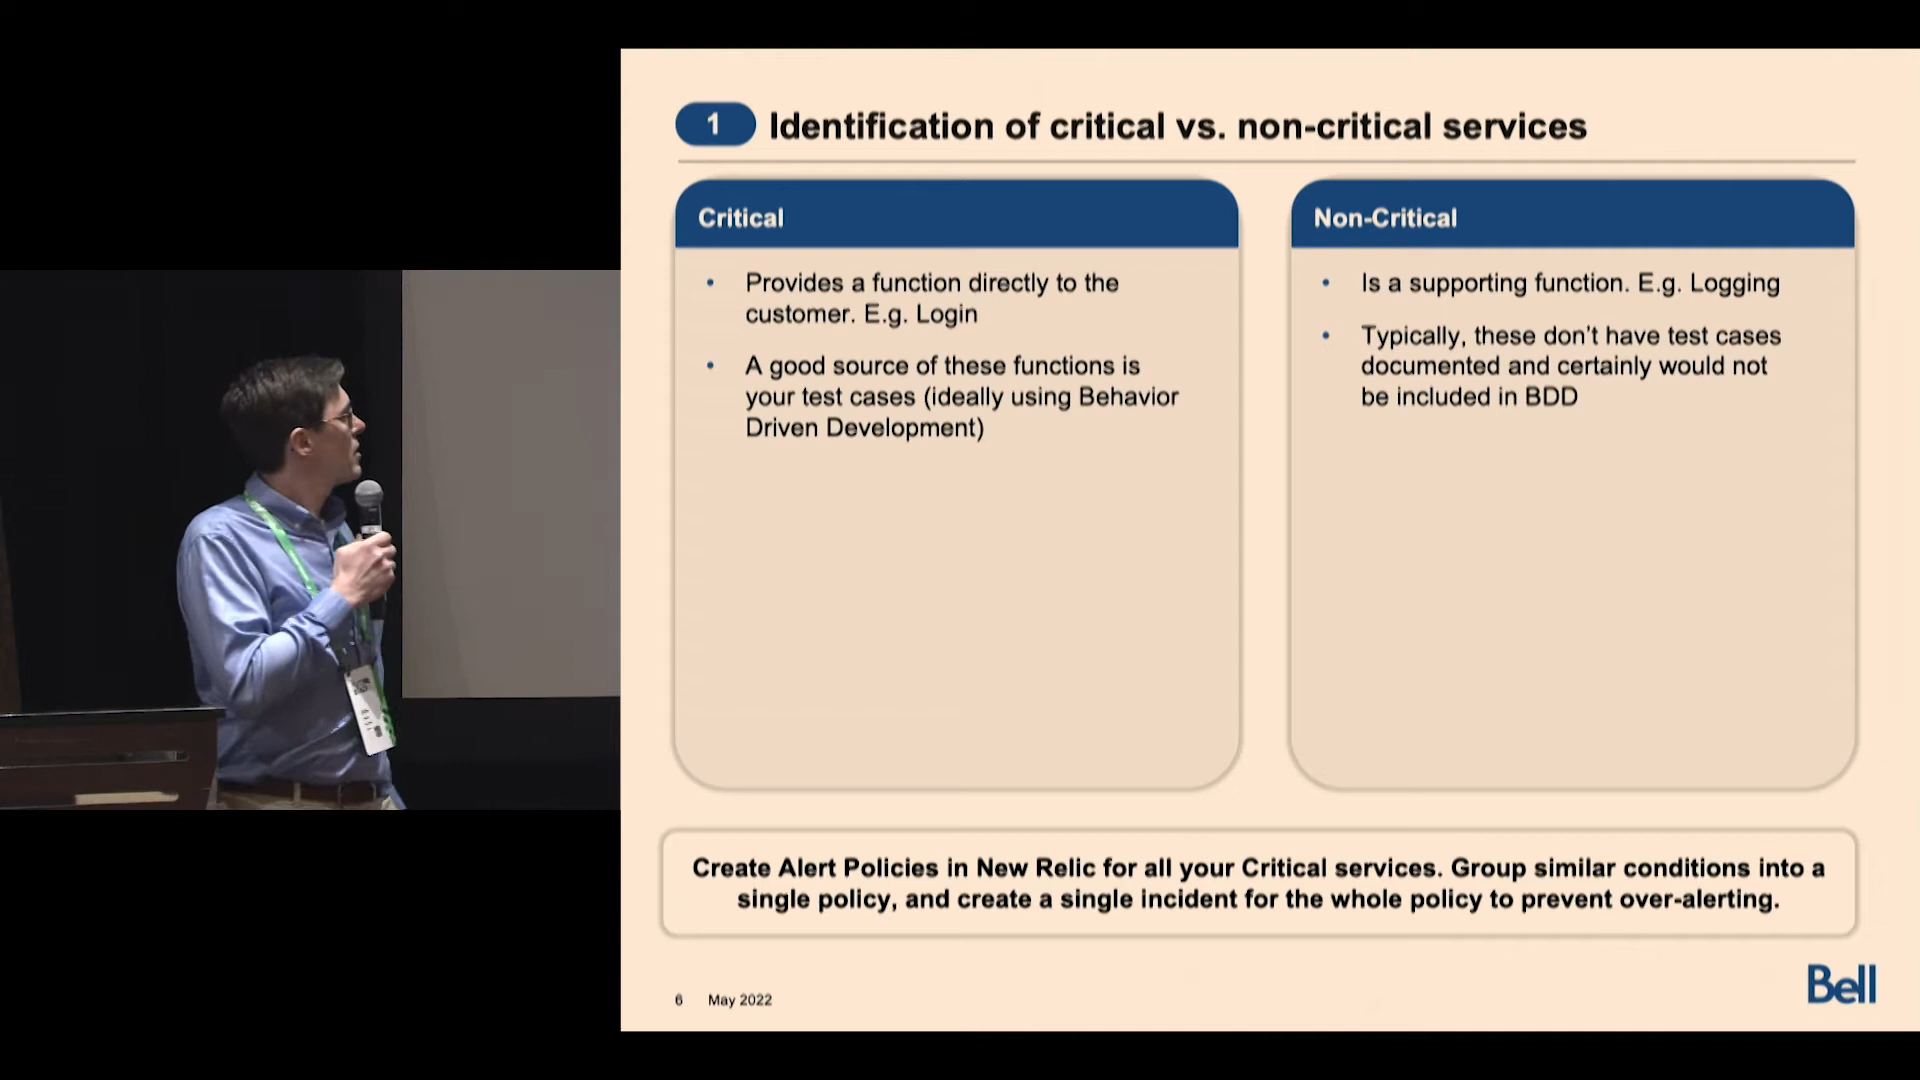 1 Identification of critical vs. non-critical services
Critical
• Provides a function directly to the
customer. E.g. Login
• A good source of these functions is
your test cases (ideally using Behavior
Driven Development)
Non-Critical
• Is a supporting function. E.g. Logging
• Typically, these don't have test cases
documented and certainly would not
be included in BDD
Create Alert Policies in New Relic for all your Critical services. Group similar conditions into a
single policy, and create a single incident for the whole policy to prevent over-alerting.
6 May 2022
Bell